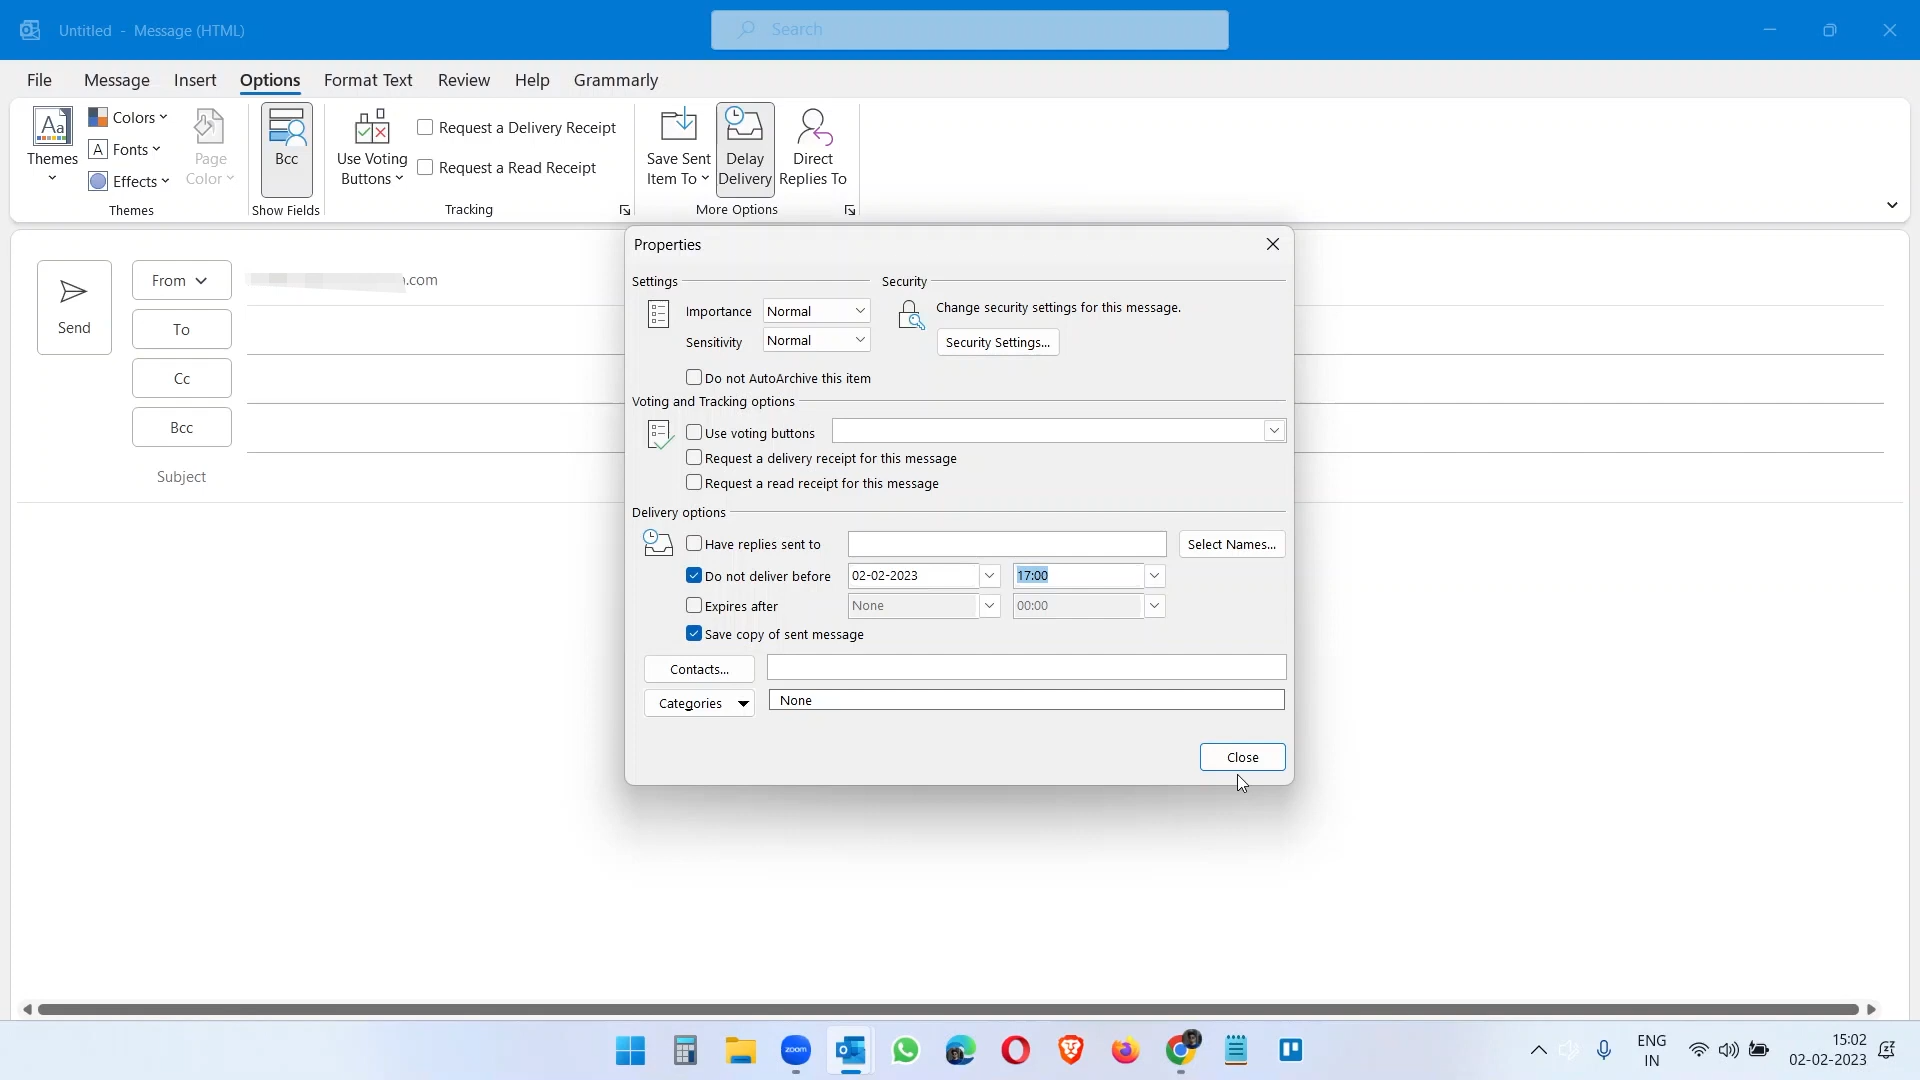 Untitled - Message (HTML)
Search
File Message Insert Options Format Text Review Help Grammarly
Aa
Themes
Colors
A Fonts
Effects
Page
Color
Themes
Bcc
Show Fields
Use Voting
Buttons
Request a Delivery Receipt
Request a Read Receipt
Tracking
Save Sent
Item To
Delay
Delivery
Direct
Replies To
More Options
Send
From
.com
To
Cc
Bcc
Subject
Properties
Settings
Importance Normal
Sensitivity Normal
Do not AutoArchive this item
Security
Change security settings for this message.
Security Settings...
Voting and Tracking options
Use voting buttons
Request a delivery receipt for this message
Request a read receipt for this message
Delivery options
Have replies sent to
Select Names...
Do not deliver before 02-02-2023 17:00
Expires after None 00:00
Save copy of sent message
Contacts...
Categories None
Close
zoom
ENG
IN
15:02
02-02-2023